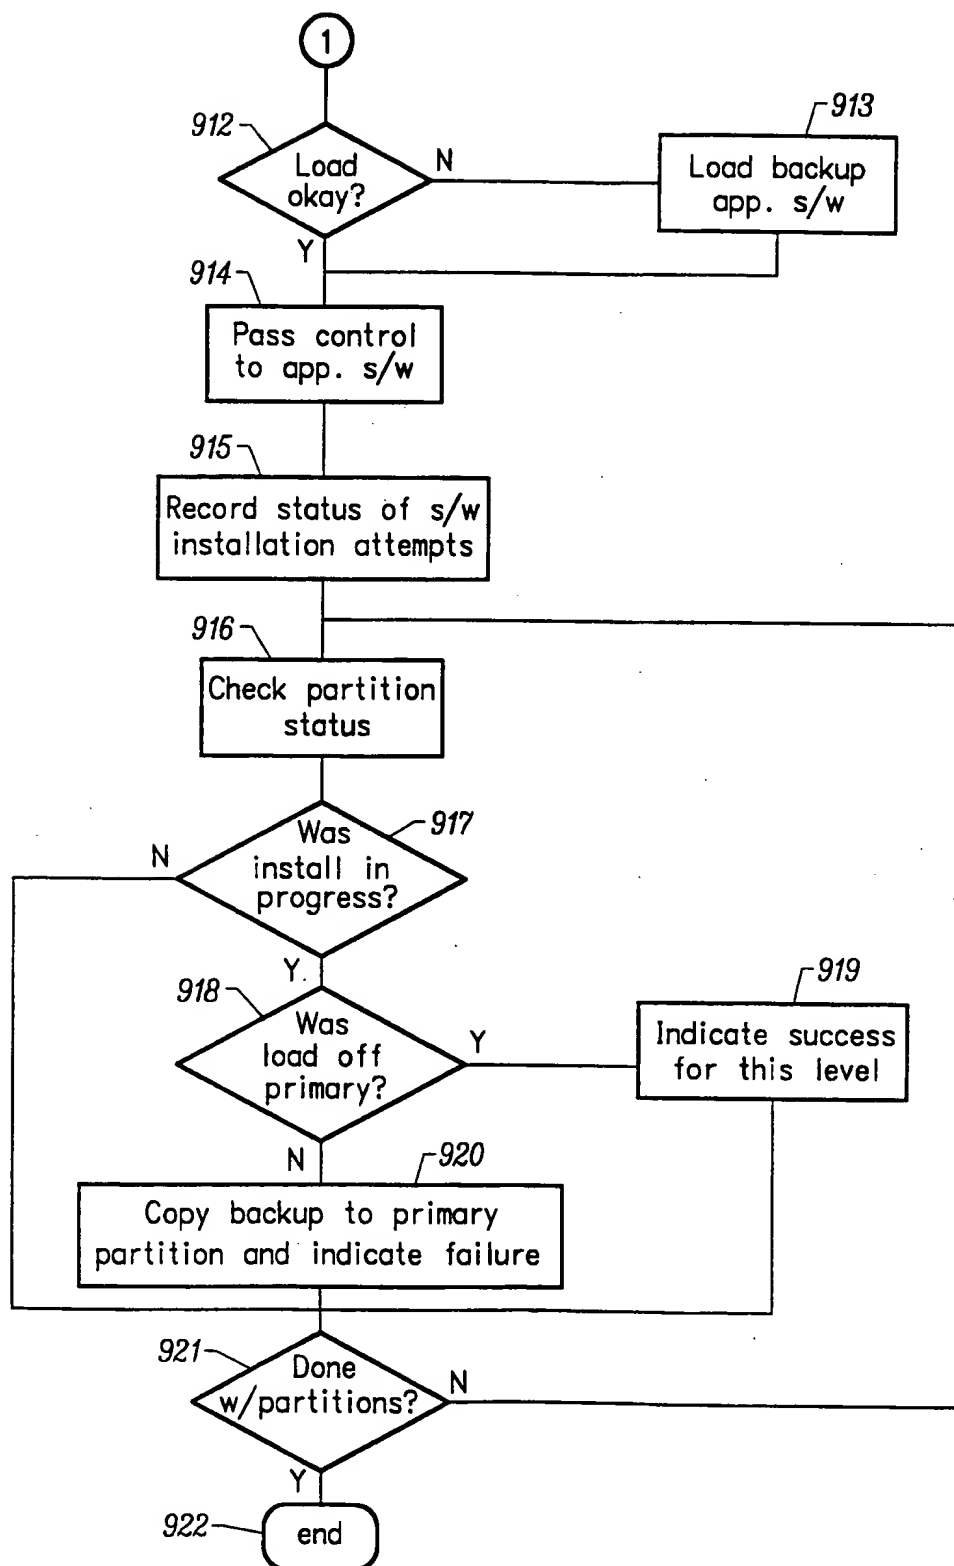 1
912
Load
okay?
N
913
Load backup
app. s/w
Y
914
Pass control
to app. s/w
915
Record status of s/w
installation attempts
916
Check partition
status
917
Was
install in
progress?
N
Y
918
Was
load off
primary?
Y
919
Indicate success
for this level
N
920
Copy backup to primary
partition and indicate failure
921
Done
w/partitions?
N
Y
922
end